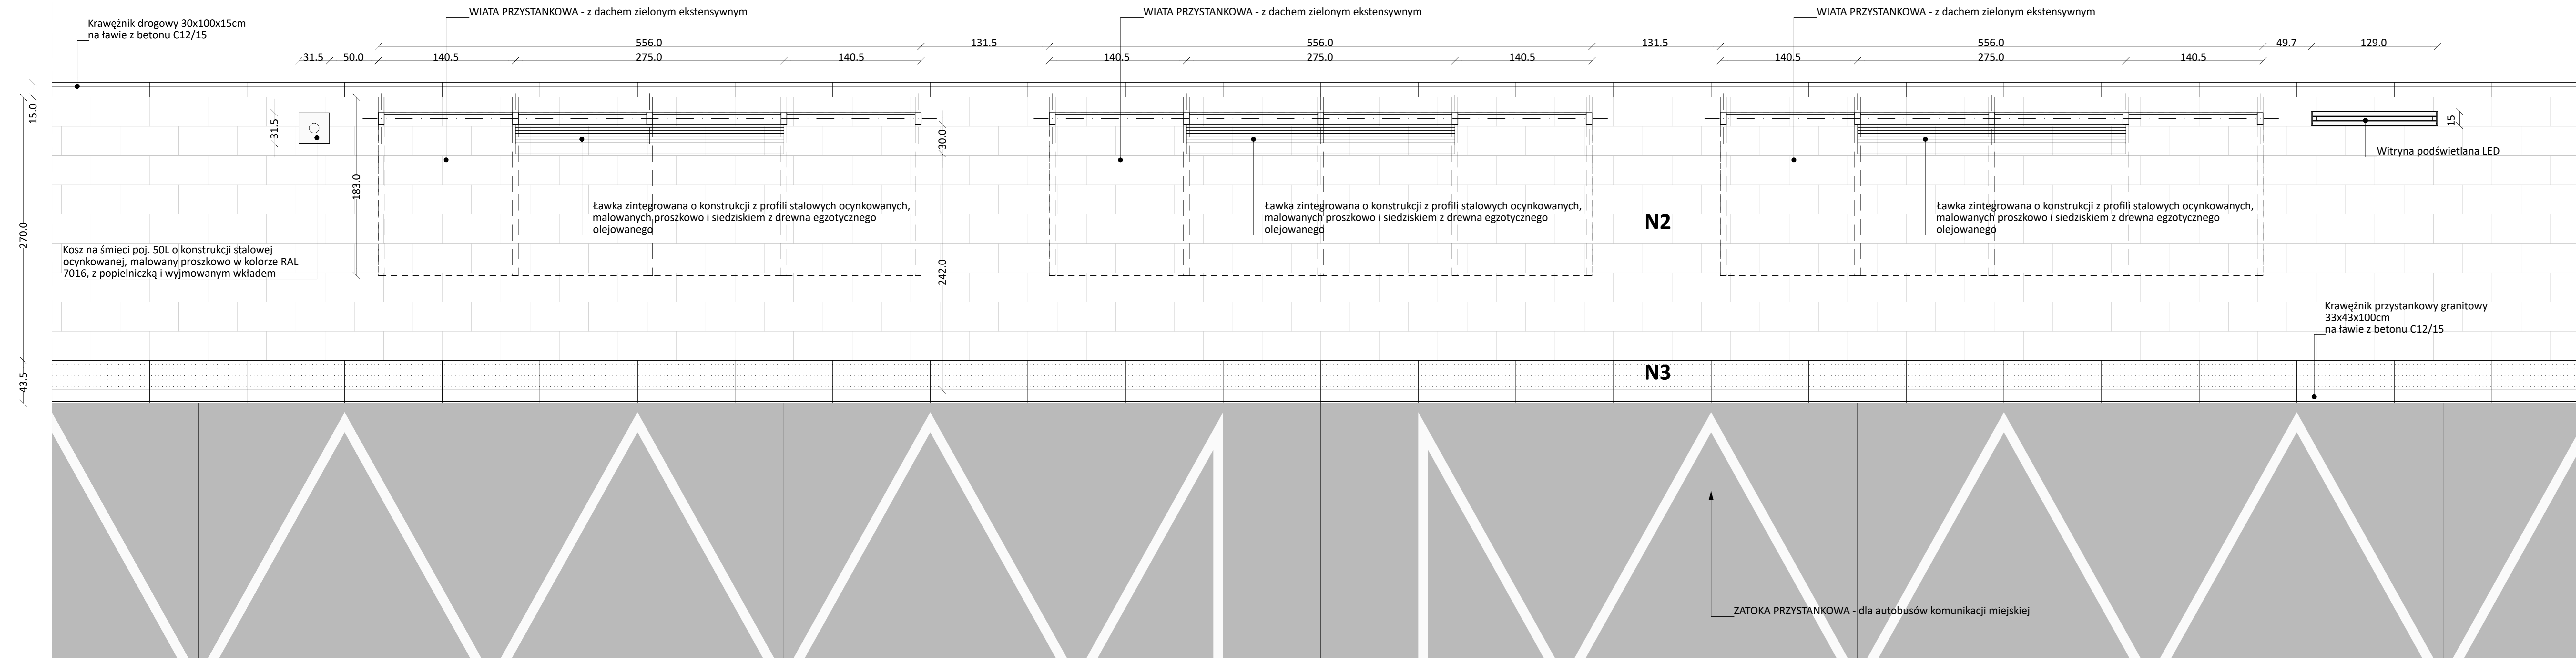 WIATA PRZYSTANKOWA - z dachem zielonym ekstensywnym
WIATA PRZYSTANKOWA - z dachem zielonym ekstensywnym
WIATA PRZYSTANKOWA - z dachem zielonym ekstensywnym
Krawężnik drogowy 30x100x15cm
na ławie z betonu C12/15
556.0
131.5
556.0
131.5
556.0
49.7
129.0
31.5
50.0
140.5
275.0
140.5
140.5
275.0
140.5
140.5
275.0
140.5
15.0
31.5
30.0
15
Witryna podświetlana LED
183.0
Ławka zintegrowana o konstrukcji z profili stalowych ocynkowanych,
malowanych proszkowo i siedziskiem z drewna egzotycznego
olejowanego
Ławka zintegrowana o konstrukcji z profili stalowych ocynkowanych,
malowanych proszkowo i siedziskiem z drewna egzotycznego
olejowanego
N2
Ławka zintegrowana o konstrukcji z profili stalowych ocynkowanych,
malowanych proszkowo i siedziskiem z drewna egzotycznego
olejowanego
270.0
Kosz na śmieci poj. 50L o konstrukcji stalowej
ocynkowanej, malowany proszkowo w kolorze RAL
7016, z popielniczką i wyjmowanym wkładem
242.0
Krawężnik przystankowy granitowy
33x43x100cm
na ławie z betonu C12/15
43.5
N3
ZATOKA PRZYSTANKOWA - dla autobusów komunikacji miejskiej